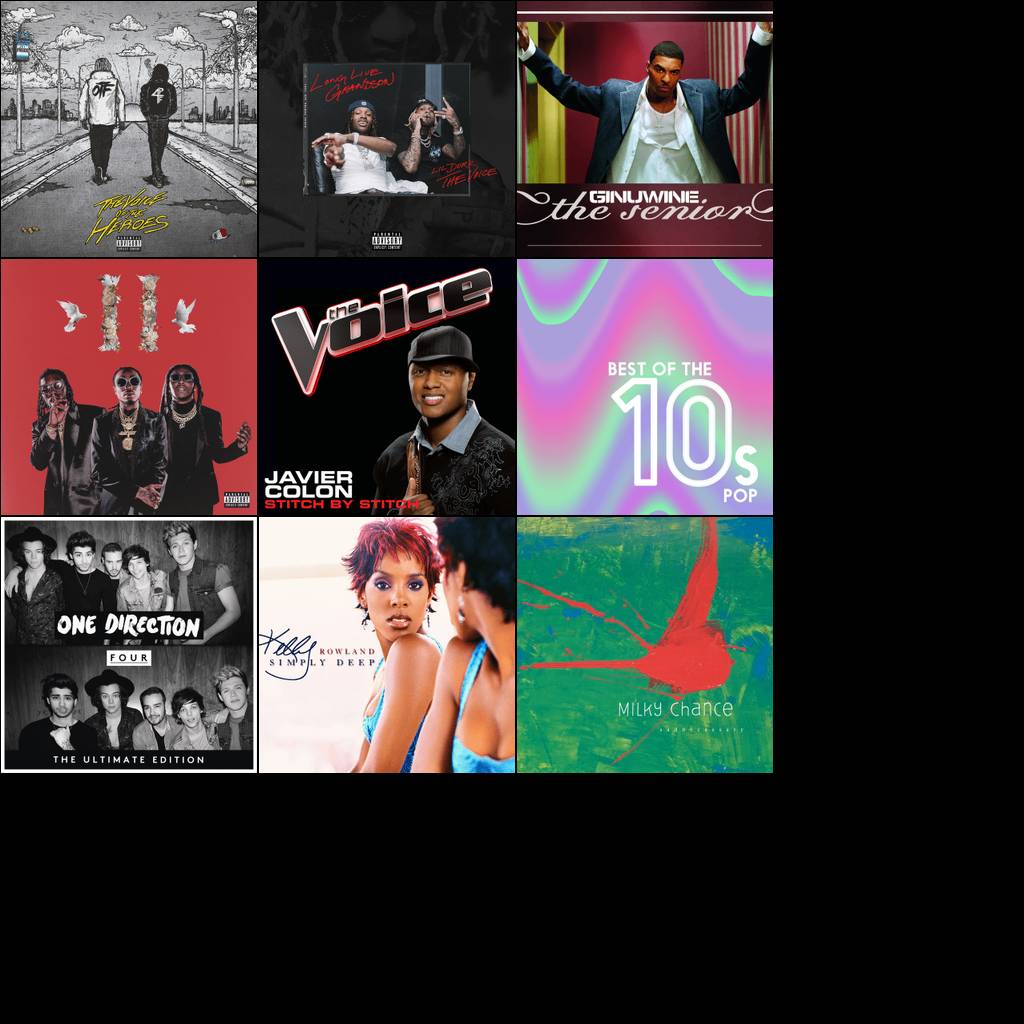 OTF
4
THE VOICE
OF THE
HEROES
PARENTAL
ADVISORY
EXPLICIT CONTENT
LONG LIVE
GRANDSON
LIL DURK
THE VOICE
PARENTAL
ADVISORY
EXPLICIT CONTENT
GINUWINE
the senior
PARENTAL
ADVISORY
EXPLICIT CONTENT
the
Voice
JAVIER
COLON
STITCH BY STITCH
BEST OF THE
10s
POP
ONE DIRECTION
FOUR
THE ULTIMATE EDITION
Kelly ROWLAND
SIMPLY DEEP
MILKY CHANCE